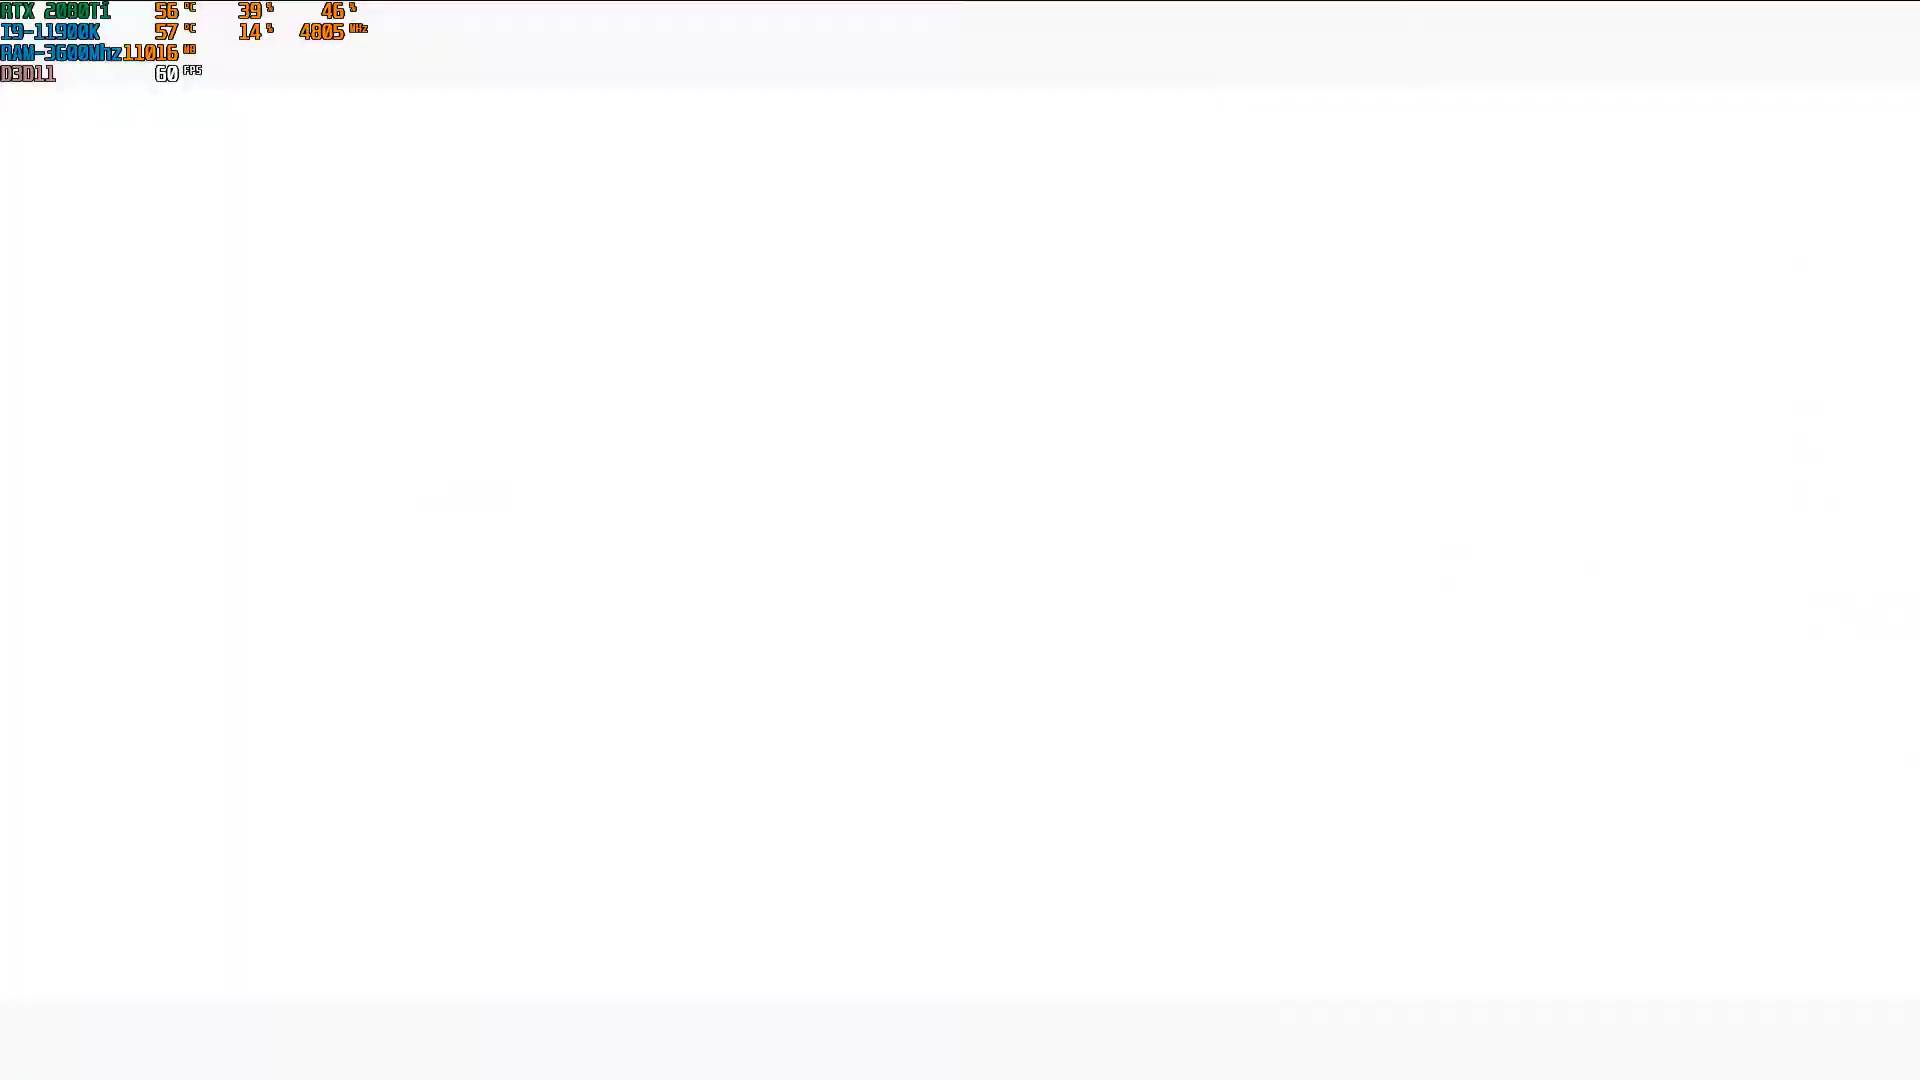 RTX 2080Ti 56 °C 39 % 46 %
I9-11900K 57 °C 14 % 4805 MHz
RAM-3600Mhz 11016 MB
D3D11 60 FPS